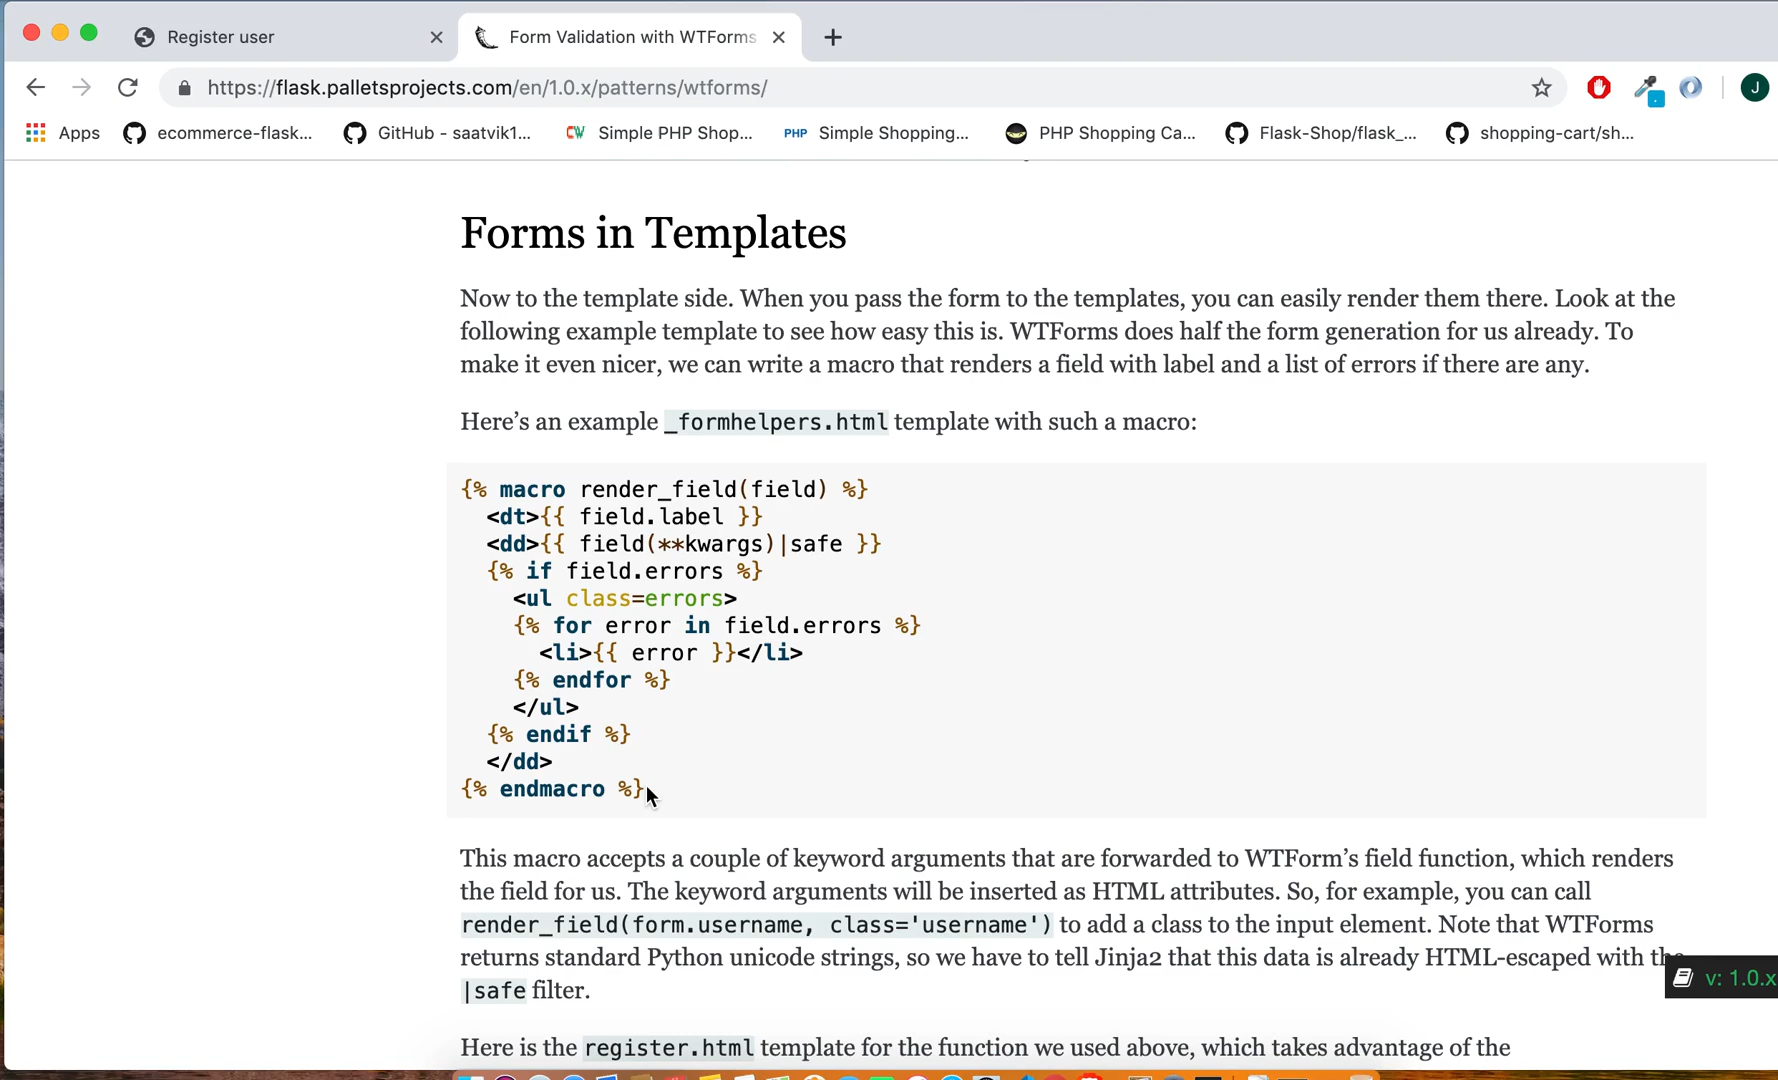 Register user
Form Validation with WTForms
https://flask.palletsprojects.com/en/1.0.x/patterns/wtforms/
J
Apps
ecommerce-flask...
GitHub - saatvik1...
CW Simple PHP Shop...
PHP Simple Shopping...
PHP Shopping Ca...
Flask-Shop/flask_...
shopping-cart/sh...
Forms in Templates
Now to the template side. When you pass the form to the templates, you can easily render them there. Look at the
following example template to see how easy this is. WTForms does half the form generation for us already. To
make it even nicer, we can write a macro that renders a field with label and a list of errors if there are any.
Here’s an example _formhelpers.html template with such a macro:
{% macro render_field(field) %}
  <dt>{{ field.label }}
  <dd>{{ field(**kwargs)|safe }}
  {% if field.errors %}
    <ul class=errors>
    {% for error in field.errors %}
      <li>{{ error }}</li>
    {% endfor %}
    </ul>
  {% endif %}
  </dd>
{% endmacro %}
This macro accepts a couple of keyword arguments that are forwarded to WTForm’s field function, which renders
the field for us. The keyword arguments will be inserted as HTML attributes. So, for example, you can call
render_field(form.username, class='username') to add a class to the input element. Note that WTForms
returns standard Python unicode strings, so we have to tell Jinja2 that this data is already HTML-escaped with the
|safe filter.
v: 1.0.x
Here is the register.html template for the function we used above, which takes advantage of the